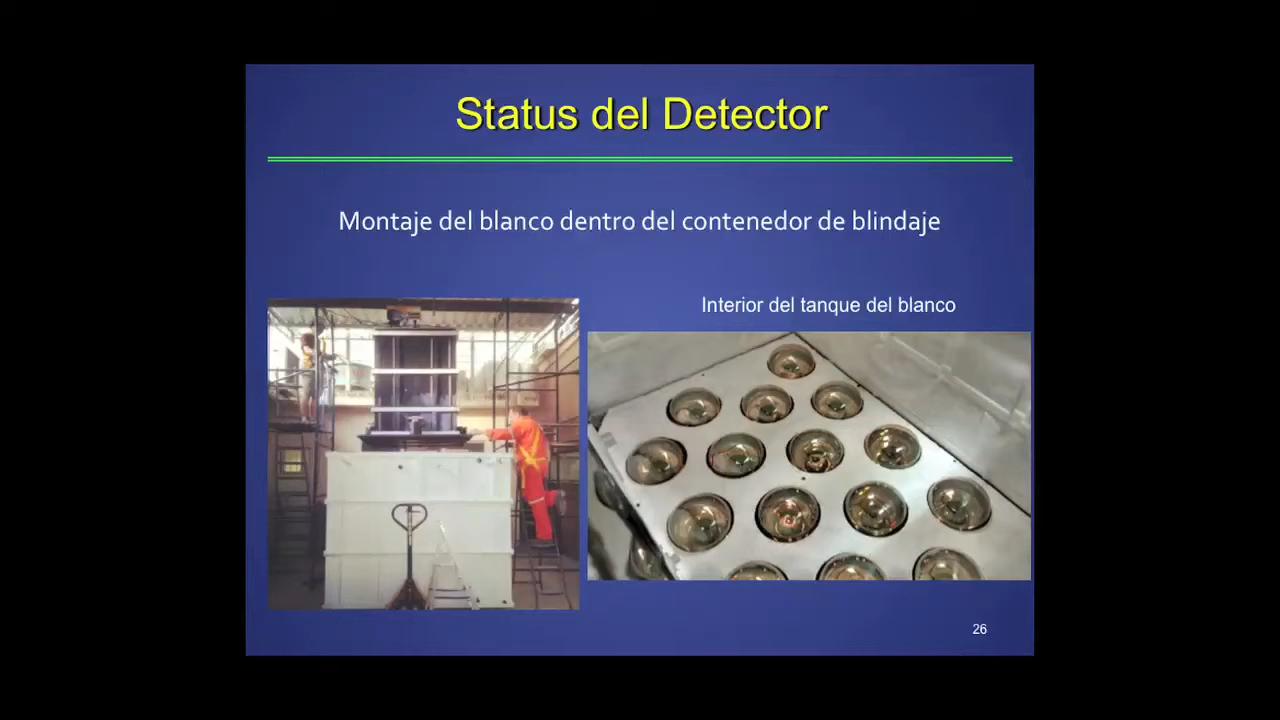 Status del Detector
Montaje del blanco dentro del contenedor de blindaje
Interior del tanque del blanco
26